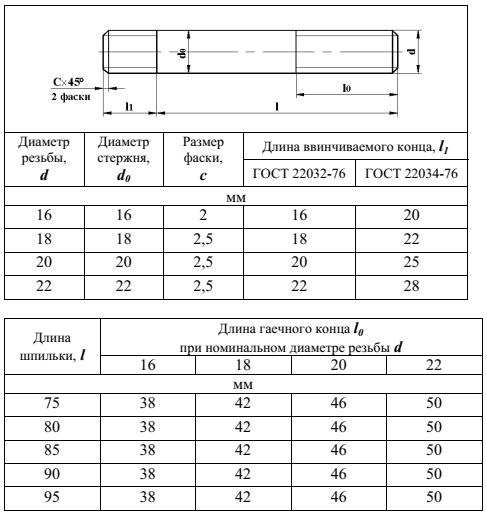 d₀
d
C×45°
2 фаски
l₁
l
l₀
Диаметр резьбы, d
Диаметр стержня, d₀
Размер фаски, c
Длина ввинчиваемого конца, l₁
ГОСТ 22032-76 ГОСТ 22034-76
мм
16 16 2 16 20
18 18 2,5 18 22
20 20 2,5 20 25
22 22 2,5 22 28
Длина шпильки, l
Длина гаечного конца l₀
при номинальном диаметре резьбы d
16 18 20 22
мм
75 38 42 46 50
80 38 42 46 50
85 38 42 46 50
90 38 42 46 50
95 38 42 46 50